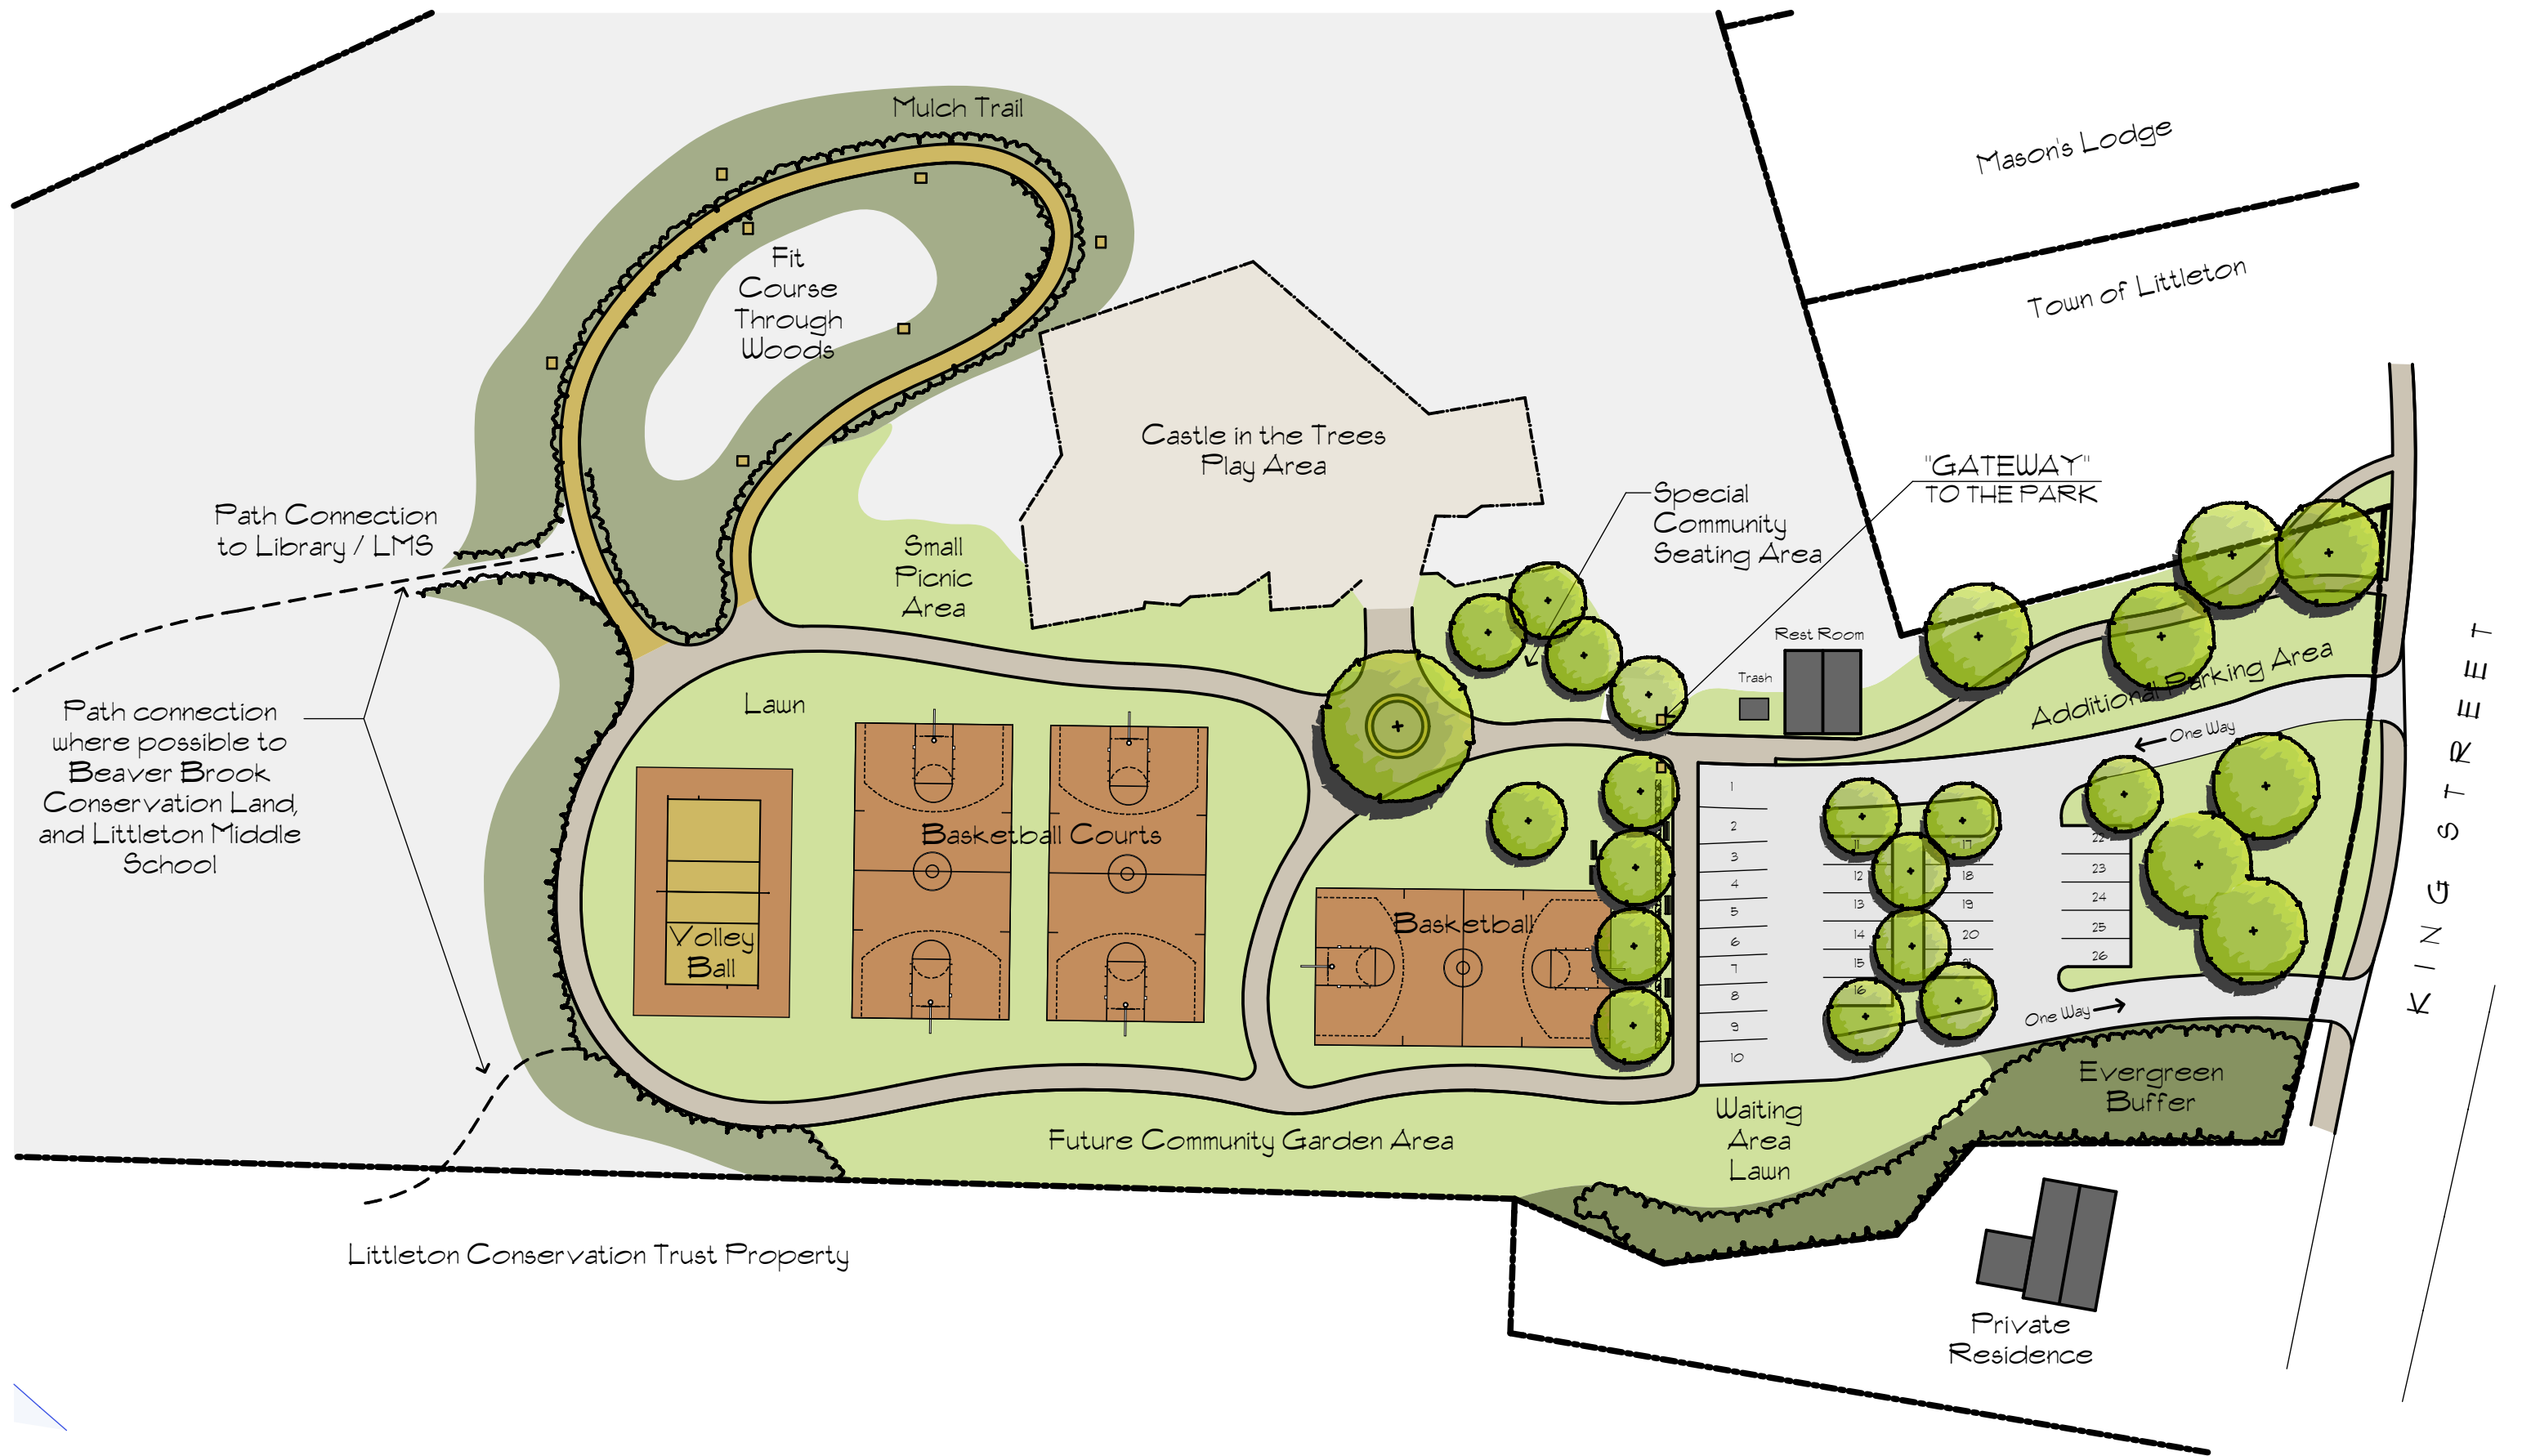 Mulch Trail
Mason's Lodge
Town of Littleton
Fit
Course
Through
Woods
Castle in the Trees
Play Area
"GATEWAY"
TO THE PARK
Special
Community
Seating Area
Path Connection
to Library / LMS
Small
Picnic
Area
Rest Room
Trash
Additional Parking Area
One Way
KING STREET
Path connection
where possible to
Beaver Brook
Conservation Land,
and Littleton Middle
School
Lawn
Basketball Courts
Volley
Ball
Basketball
1
2
3
4
5
6
7
8
9
10
11
12
13
14
15
16
17
18
19
20
21
22
23
24
25
26
One Way
Evergreen
Buffer
Waiting
Area
Lawn
Future Community Garden Area
Littleton Conservation Trust Property
Private
Residence